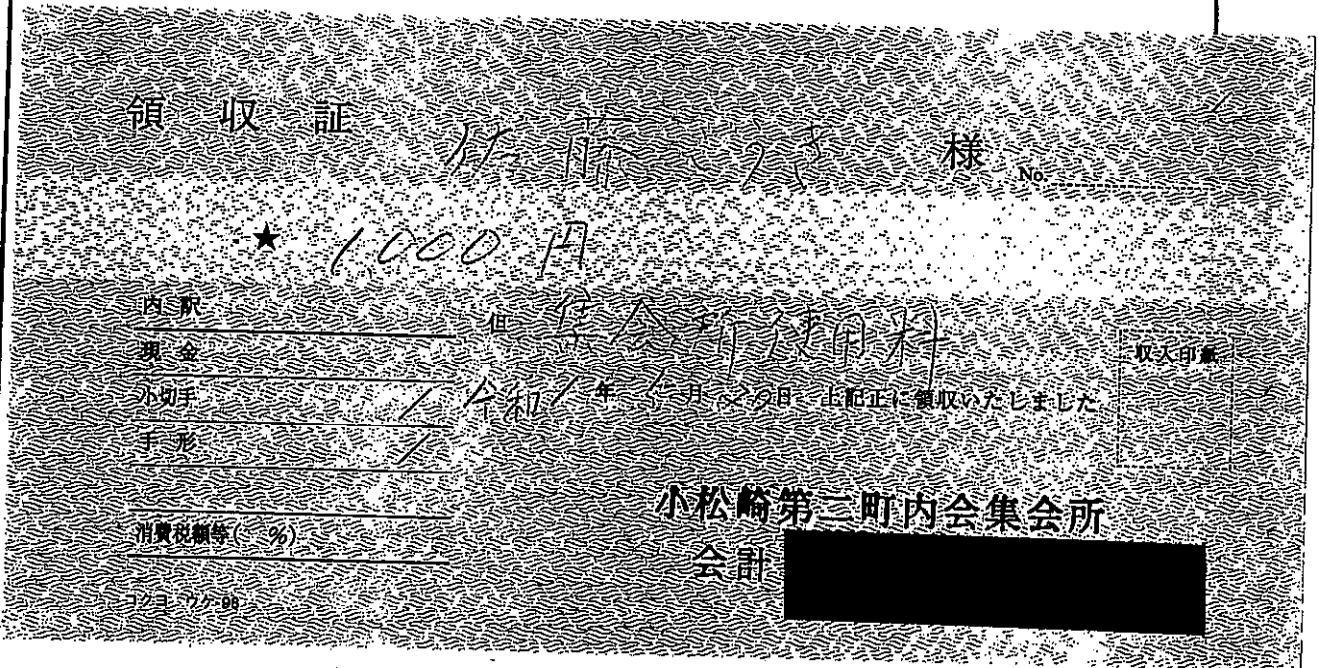 領収証
佐藤 様
No.
★ 1,000円
内訳
但 集会所使用料
現金
収入印紙
小切手
令和1年 月 日 上記正に領収いたしました
手形
小松崎第三町内会集会所
消費税額等( %)
会計
コクヨ ウケ-98